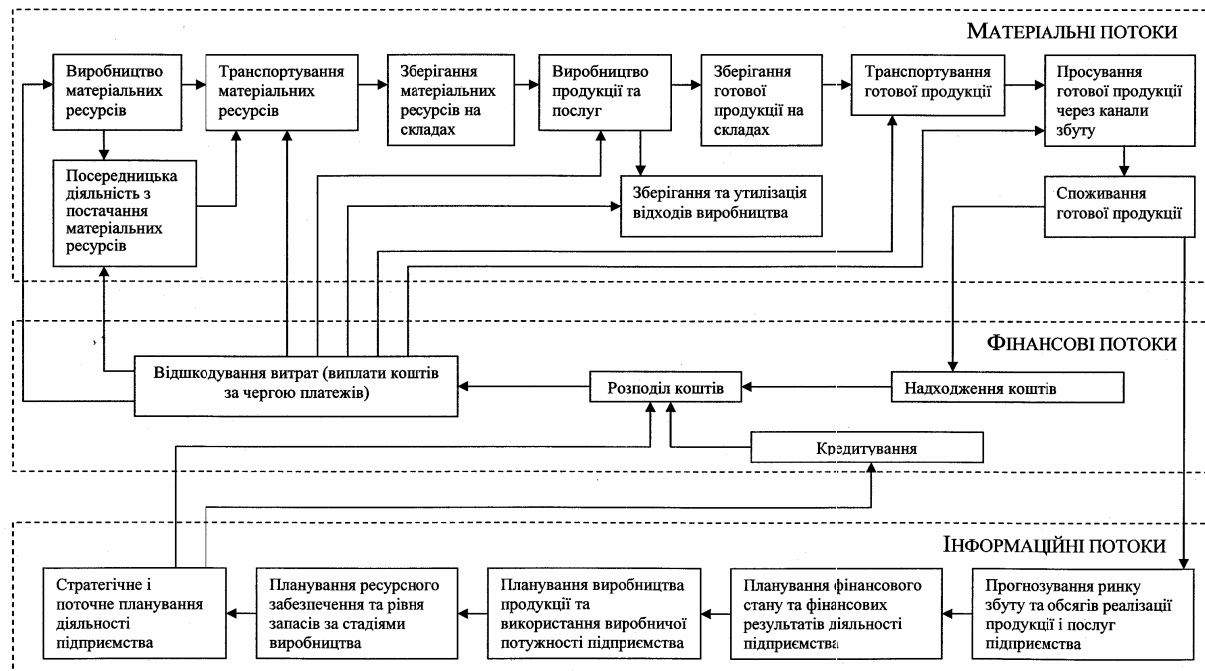 МАТЕРІАЛЬНІ ПОТОКИ
Виробництво
матеріальних
ресурсів
Транспортування
матеріальних
ресурсів
Зберігання
матеріальних
ресурсів на
складах
Виробництво
продукції та
послуг
Зберігання
готової
продукції на
складах
Транспортування
готової продукції
Просування
готової продукції
через канали
збуту
Посередницька
діяльність з
постачання
матеріальних
ресурсів
Зберігання та утилизація
відходів виробництва
Споживання
готової продукції
ФІНАНСОВІ ПОТОКИ
Відшкодування витрат (виплати коштів
за чергою платежів)
Розподіл коштів
Надходження коштів
Кредитування
ІНФОРМАЦІЙНІ ПОТОКИ
Стратегічне і
поточне планування
діяльності
підприємства
Планування ресурсного
забезпечення та рівня
запасів за стадіями
виробництва
Планування виробництва
продукції та
використання виробничої
потужності підприємства
Планування фінансового
стану та фінансових
результатів діяльності
підприємства
Прогнозування ринку
збуту та обсягів реалізації
продукції і послуг
підприємства